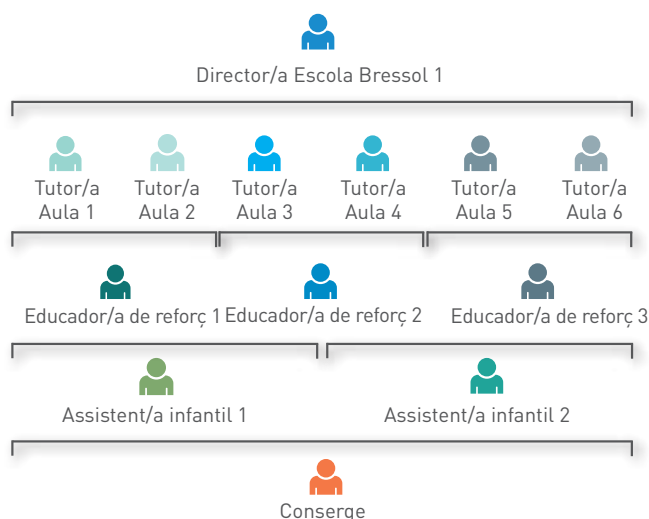 Director/a Escola Bressol 1
Tutor/a Aula 1
Tutor/a Aula 2
Tutor/a Aula 3
Tutor/a Aula 4
Tutor/a Aula 5
Tutor/a Aula 6
Educador/a de reforç 1
Educador/a de reforç 2
Educador/a de reforç 3
Assistent/a infantil 1
Assistent/a infantil 2
Conserge